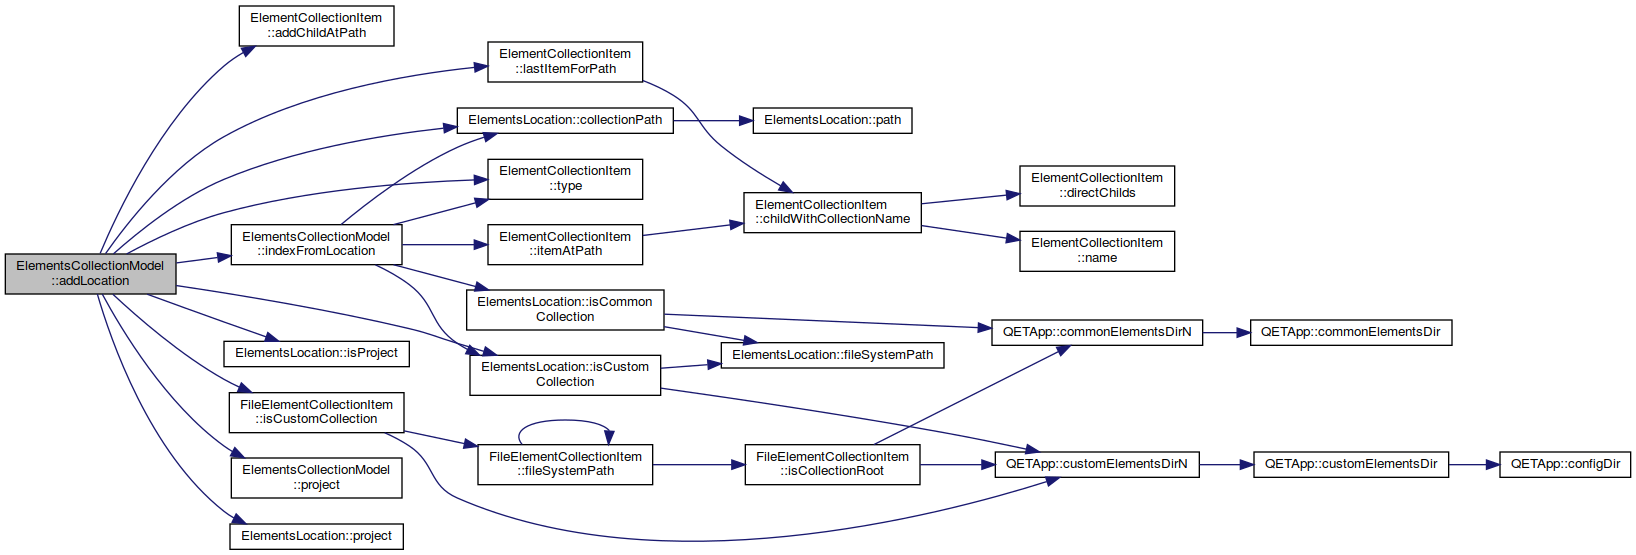 ElementsCollectionModel
::addLocation
ElementCollectionItem
::addChildAtPath
ElementCollectionItem
::lastItemForPath
ElementsLocation::collectionPath
ElementCollectionItem
::type
ElementsCollectionModel
::indexFromLocation
ElementCollectionItem
::itemAtPath
ElementsLocation::isCommon
Collection
ElementsLocation::isProject
ElementsLocation::isCustom
Collection
FileElementCollectionItem
::isCustomCollection
FileElementCollectionItem
::fileSystemPath
ElementsCollectionModel
::project
ElementsLocation::project
ElementsLocation::path
ElementCollectionItem
::childWithCollectionName
ElementsLocation::fileSystemPath
FileElementCollectionItem
::isCollectionRoot
ElementCollectionItem
::directChilds
ElementCollectionItem
::name
QETApp::commonElementsDirN
QETApp::customElementsDirN
QETApp::commonElementsDir
QETApp::customElementsDir
QETApp::configDir